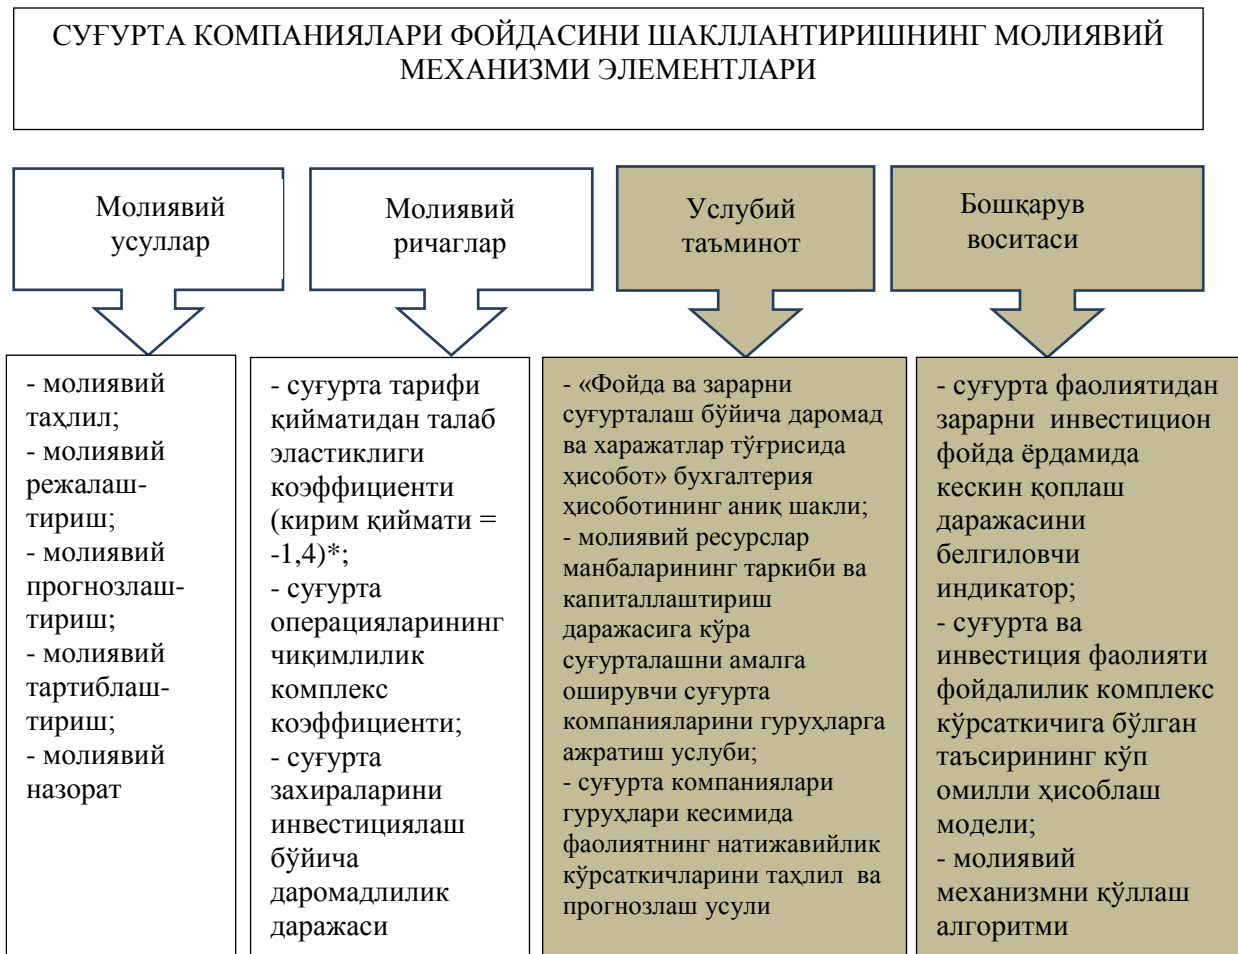 СУҒУРТА КОМПАНИЯЛАРИ ФОЙДАСИНИ ШАКЛЛАНТИРИШНИНГ МОЛИЯВИЙ
МЕХАНИЗМИ ЭЛЕМЕНТЛАРИ
Молиявий
усуллар
Молиявий
ричаглар
Услубий
таъминот
Бошқарув
воситаси
- молиявий
таҳлил;
- молиявий
режалаш-
тириш;
- молиявий
прогнозлаш-
тириш;
- молиявий
тартиблаш-
тириш;
- молиявий
назорат
- суғурта тарифи
қийматидан талаб
эластиклиги
коэффициенти
(кирим қиймати =
-1,4)*;
- суғурта
операцияларининг
чиқимлилик
комплекс
коэффициенти;
- суғурта
захираларини
инвестициялаш
бўйича
даромадлилик
даражаси
- «Фойда ва зарарни
суғурталаш бўйича даромад
ва харажатлар тўғрисида
ҳисобот» бухгалтерия
ҳисоботининг аниқ шакли;
- молиявий ресурслар
манбаларининг таркиби ва
капиталлаштириш
даражасига кўра
суғурталашни амалга
оширувчи суғурта
компанияларини гуруҳларга
ажратиш услуби;
- суғурта компаниялари
гуруҳлари кесимида
фаолиятнинг натижавийлик
кўрсаткичларини таҳлил ва
прогнозлаш усули
- суғурта фаолиятидан
зарарни инвестицион
фойда ёрдамида
кескин қоплаш
даражасини
белгиловчи
индикатор;
- суғурта ва
инвестиция фаолияти
фойдалилик комплекс
кўрсаткичига бўлган
таъсирининг кўп
омилли ҳисоблаш
модели;
- молиявий
механизмни қўллаш
алгоритми